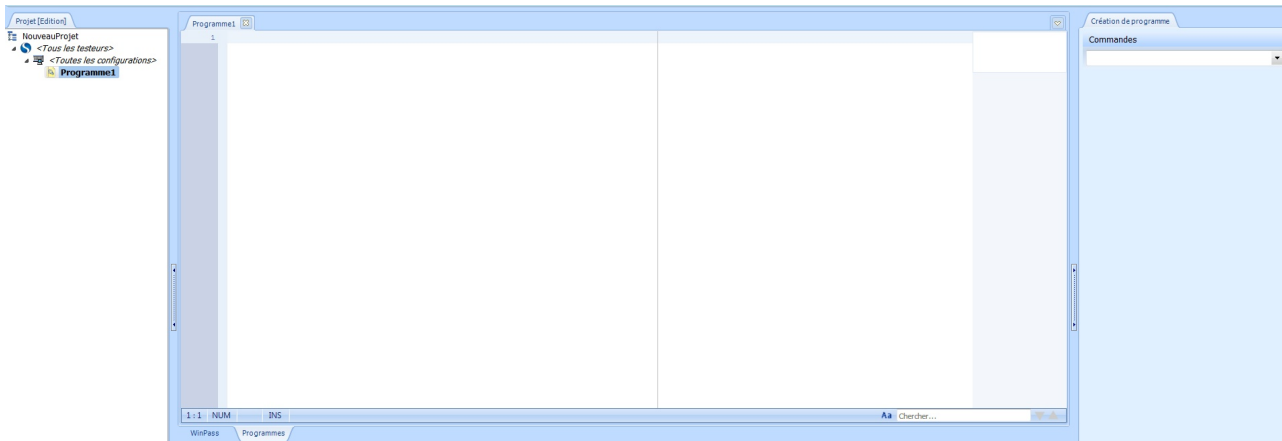 Projet [Edition]
NouveauProjet
<Tous les testeurs>
<Toutes les configurations>
Programme1
Programme1
1
1 : 1 NUM INS
Aa Chercher...
WinPass Programmes
Création de programme
Commandes